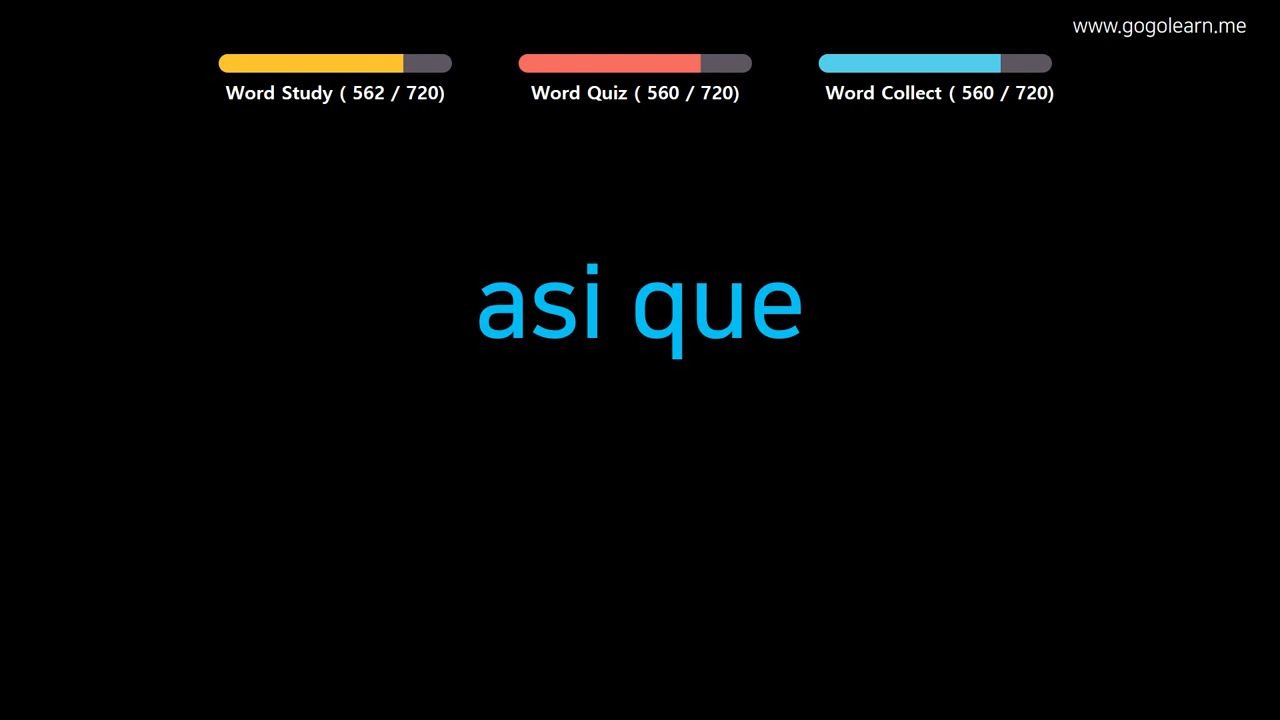 www.gogolearn.me
Word Study ( 562 / 720)
Word Quiz ( 560 / 720)
Word Collect ( 560 / 720)
asi que